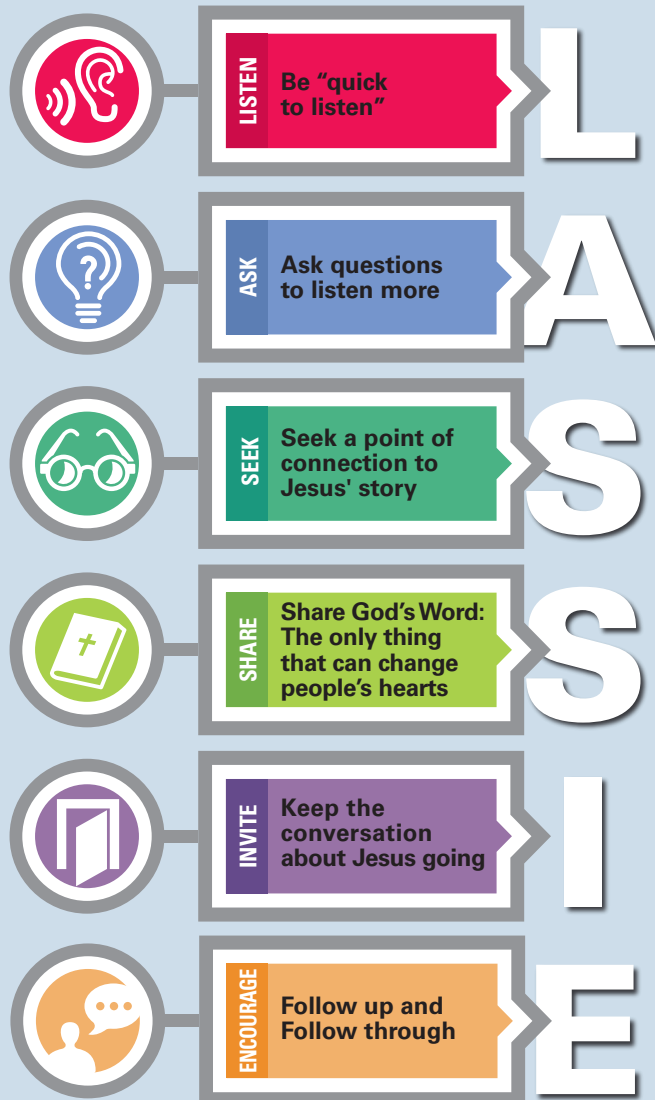 LISTEN
Be “quick
to listen”
L
ASK
?
Ask questions
to listen more
A
SEEK
Seek a point of
connection to
Jesus' story
S
SHARE
Share God’s Word:
The only thing
that can change
people’s hearts
S
INVITE
Keep the
conversation
about Jesus going
I
ENCOURAGE
Follow up and
Follow through
E